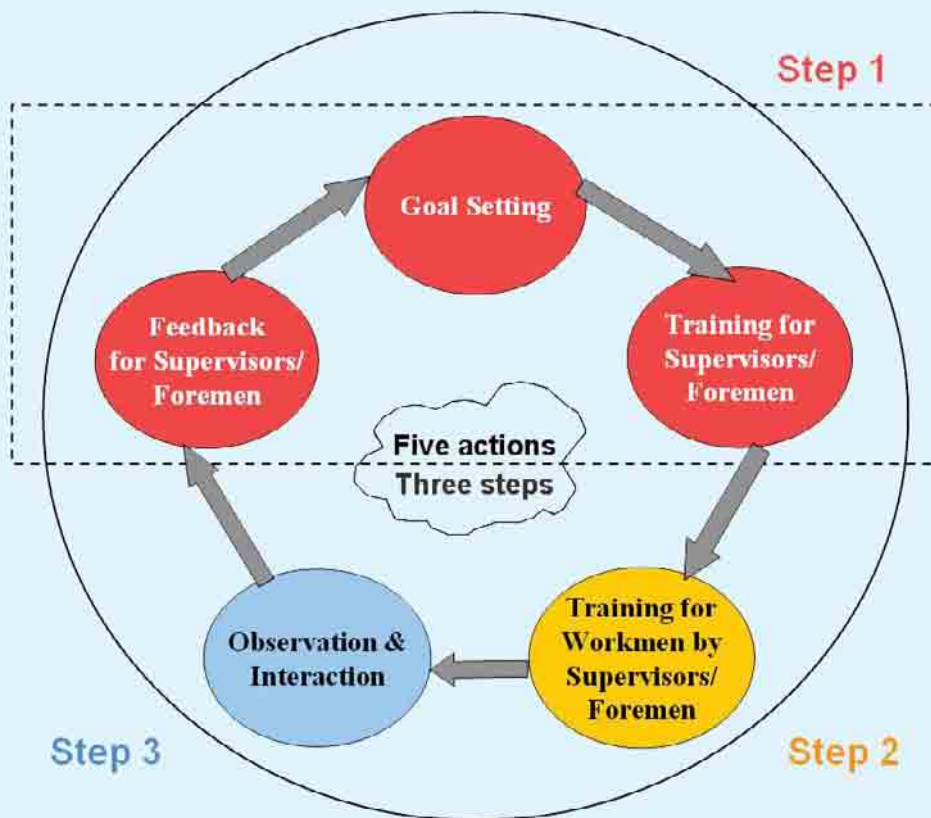 Step 1
Goal Setting
Feedback
for Supervisors/
Foremen
Training for
Supervisors/
Foremen
Five actions
Three steps
Observation &
Interaction
Training for
Workmen by
Supervisors/
Foremen
Step 3
Step 2